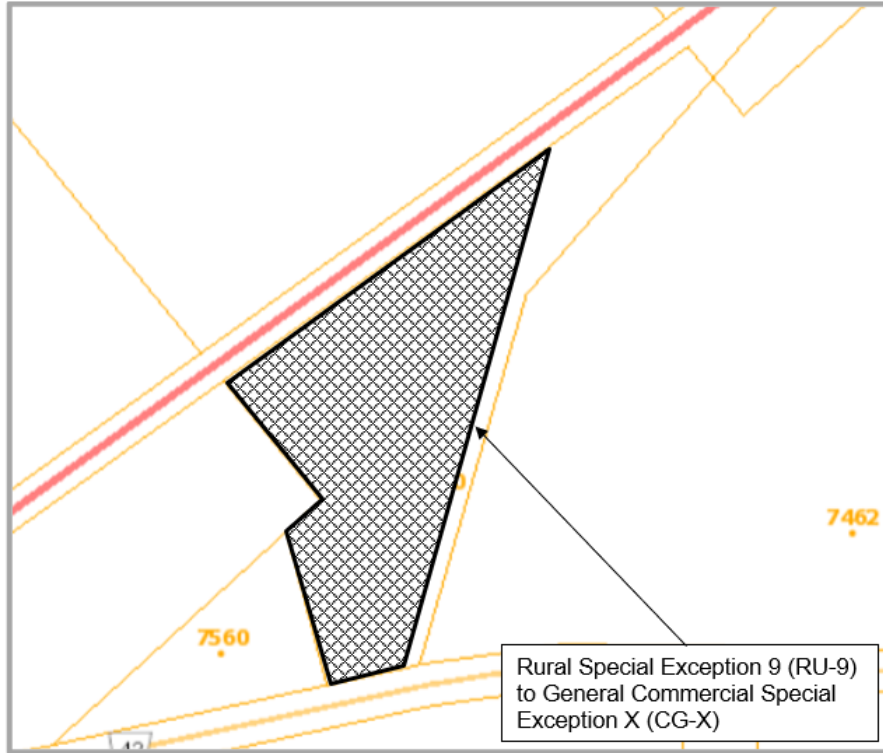 7462
7560
Rural Special Exception 9 (RU-9)
to General Commercial Special
Exception X (CG-X)